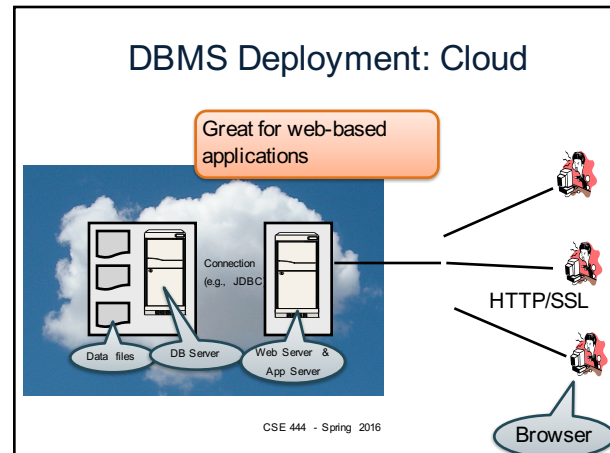 DBMS Deployment: Cloud
Great for web-based
applications
Connection
(e.g., JDBC
Data files
DB Server
Web Server &
App Server
HTTP/SSL
Browser
CSE 444 - Spring 2016